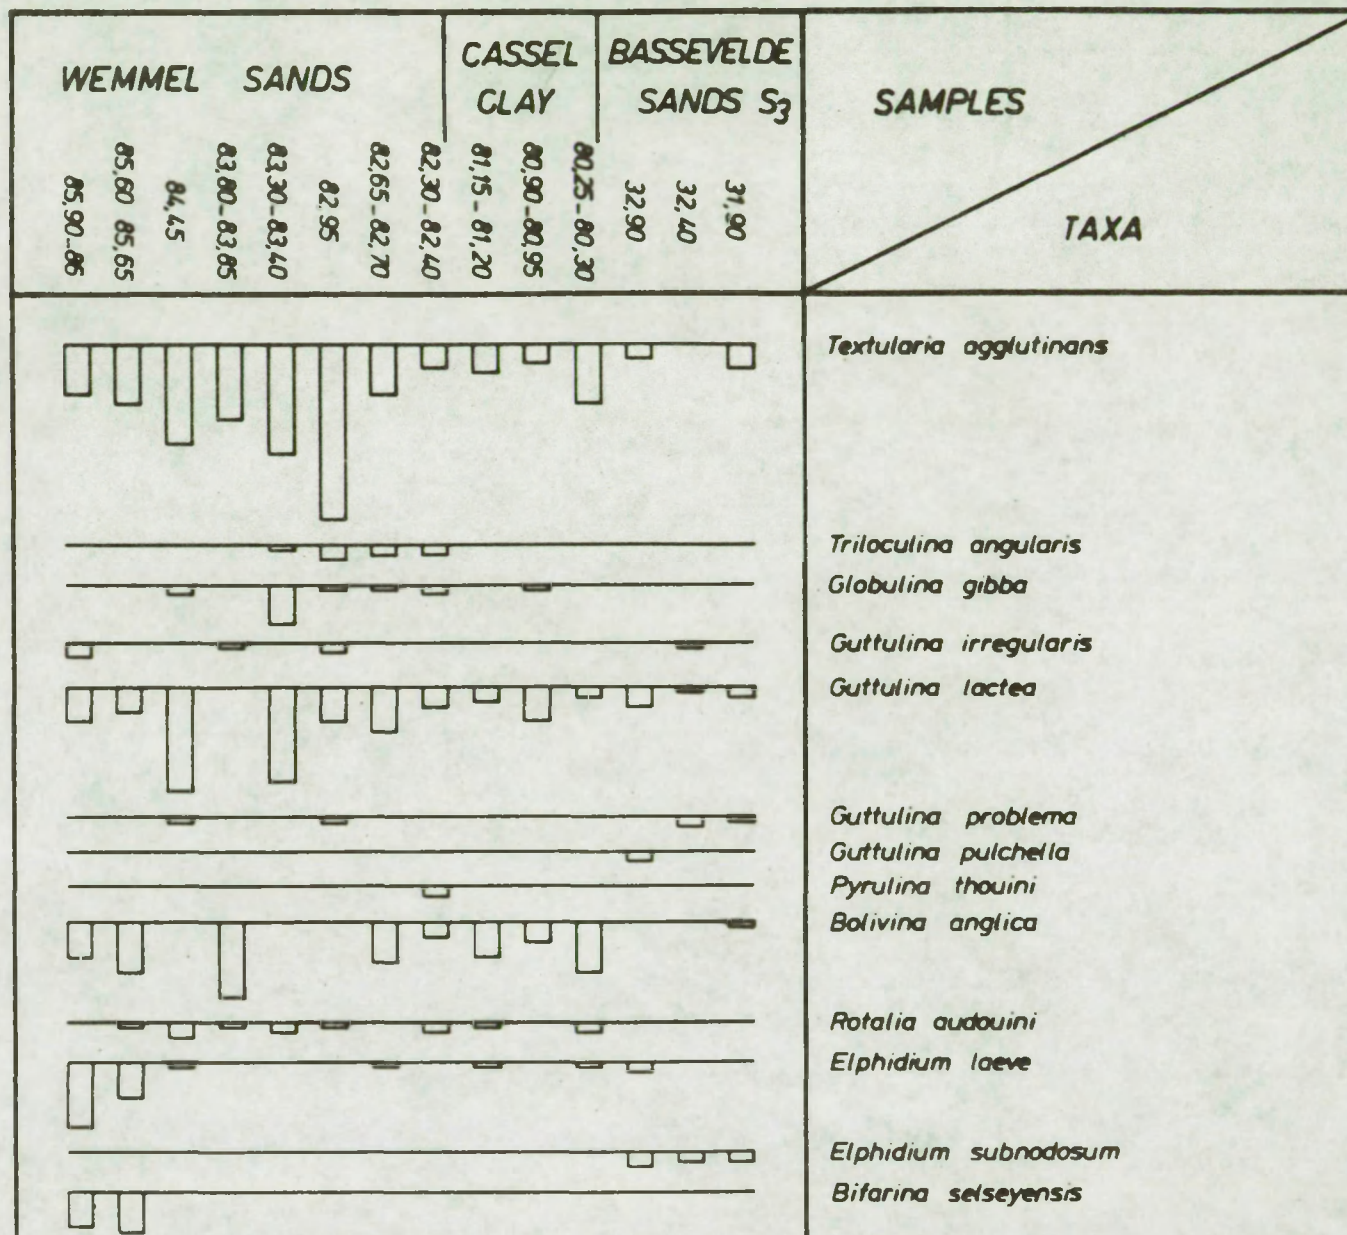 WEMMEL SANDS
CASSEL
CLAY
BASSEVELDE
SANDS S3
SAMPLES
TAXA
85,90-86
85,60 85,65
84,45
83,80-83,85
83,30-83,40
82,95
82,65-82,70
82,30-82,40
81,15-81,20
80,90-80,95
80,25-80,30
32,90
32,40
31,90
Textularia agglutinans
Triloculina angularis
Globulina gibba
Guttulina irregularis
Guttulina lactea
Guttulina problema
Guttulina pulchella
Pyrulina thouini
Bolivina anglica
Rotalia audouini
Elphidium laeve
Elphidium subnodosum
Bifarina selseyensis